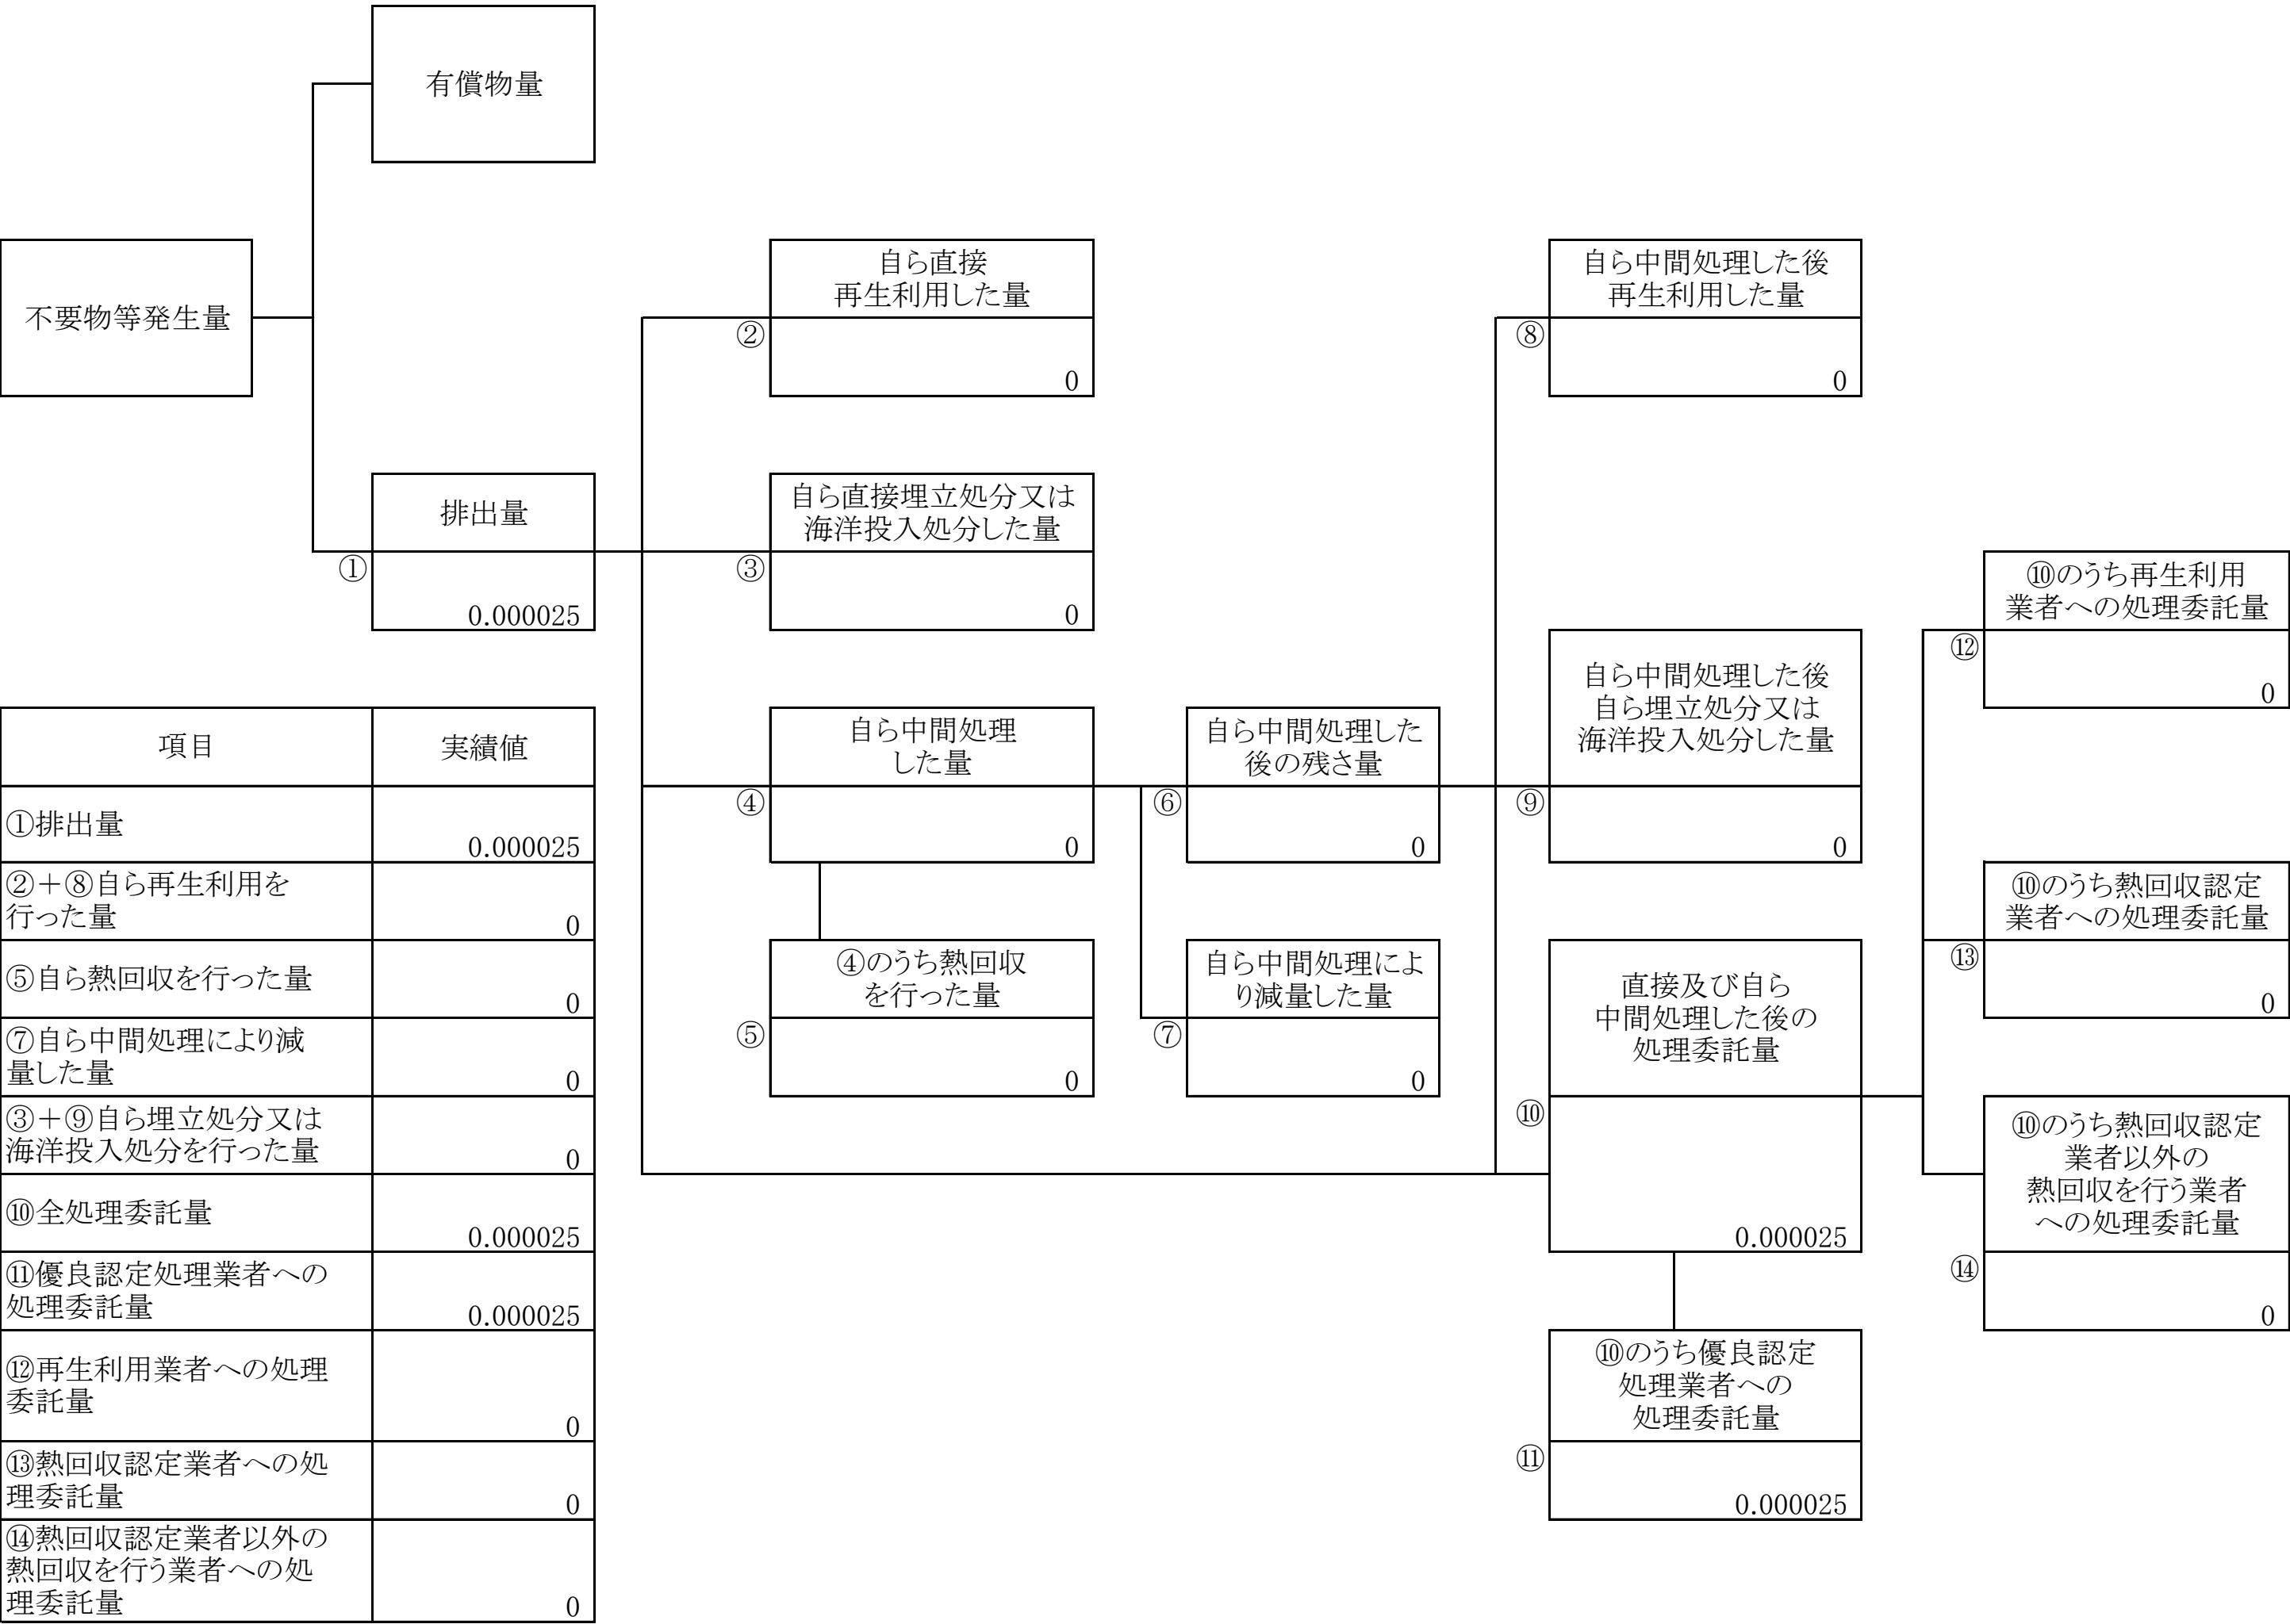 有償物量
不要物等発生量
排出量
①
0.000025
自ら直接
再生利用した量
②
0
自ら直接埋立処分又は
海洋投入処分した量
③
0
自ら中間処理
した量
④
0
④のうち熱回収
を行った量
⑤
0
自ら中間処理した
後の残さ量
⑥
0
自ら中間処理によ
り減量した量
⑦
0
自ら中間処理した後
再生利用した量
⑧
0
自ら中間処理した後
自ら埋立処分又は
海洋投入処分した量
⑨
0
直接及び自ら
中間処理した後の
処理委託量
⑩
0.000025
⑩のうち優良認定
処理業者への
処理委託量
⑪
0.000025
⑩のうち再生利用
業者への処理委託量
⑫
0
⑩のうち熱回収認定
業者への処理委託量
⑬
0
⑩のうち熱回収認定
業者以外の
熱回収を行う業者
への処理委託量
⑭
0
項目 実績値
①排出量
0.000025
②＋⑧自ら再生利用を
行った量
0
⑤自ら熱回収を行った量
0
⑦自ら中間処理により減
量した量
0
③＋⑨自ら埋立処分又は
海洋投入処分を行った量
0
⑩全処理委託量
0.000025
⑪優良認定処理業者への
処理委託量
0.000025
⑫再生利用業者への処理
委託量
0
⑬熱回収認定業者への処
理委託量
0
⑭熱回収認定業者以外の
熱回収を行う業者への処
理委託量
0